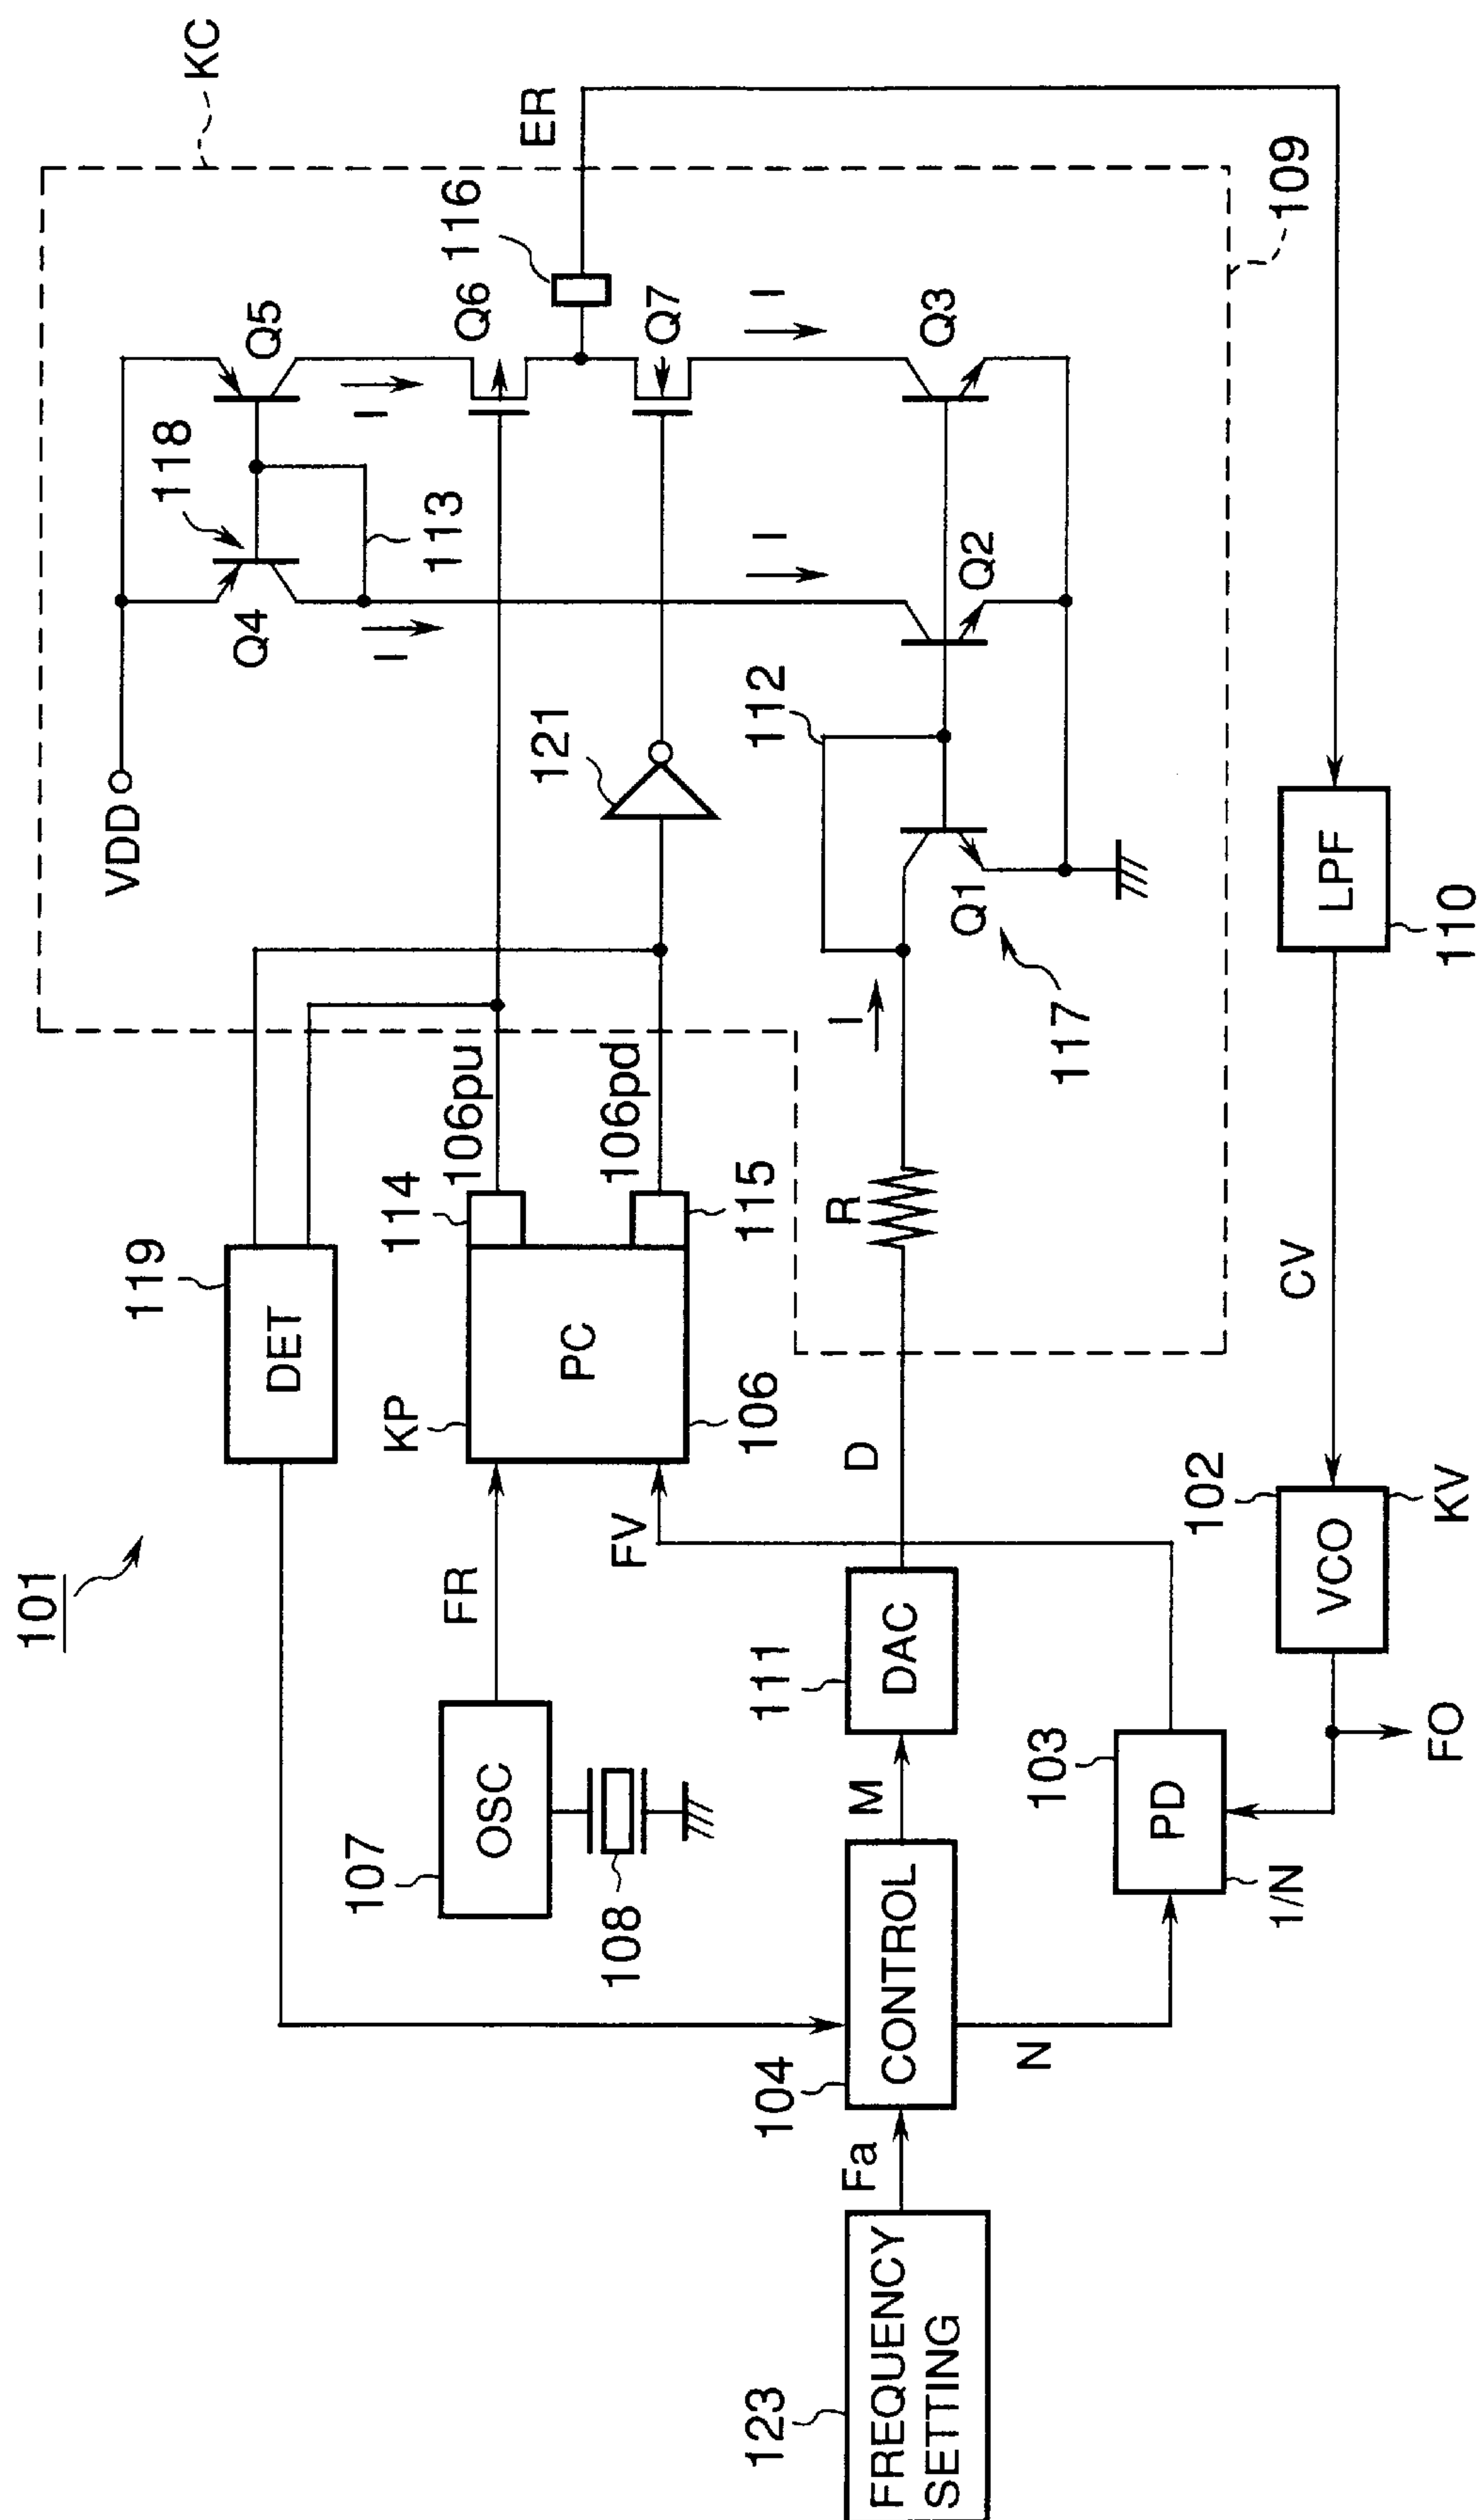 101
119
DET
KP
114
106pu
PC
106pd
115
106
FR
FV
107
OSC
108
VDD
118
Q4
Q5
113
I
I
Q6
116
ER
KC
121
Q7
I
I
112
Q2
Q3
Q1
117
I
R
D
109
111
DAC
M
104
CONTROL
N
Fa
123
FREQUENCY
SETTING
103
PD
1/N
102
VCO
KV
FO
CV
LPF
110